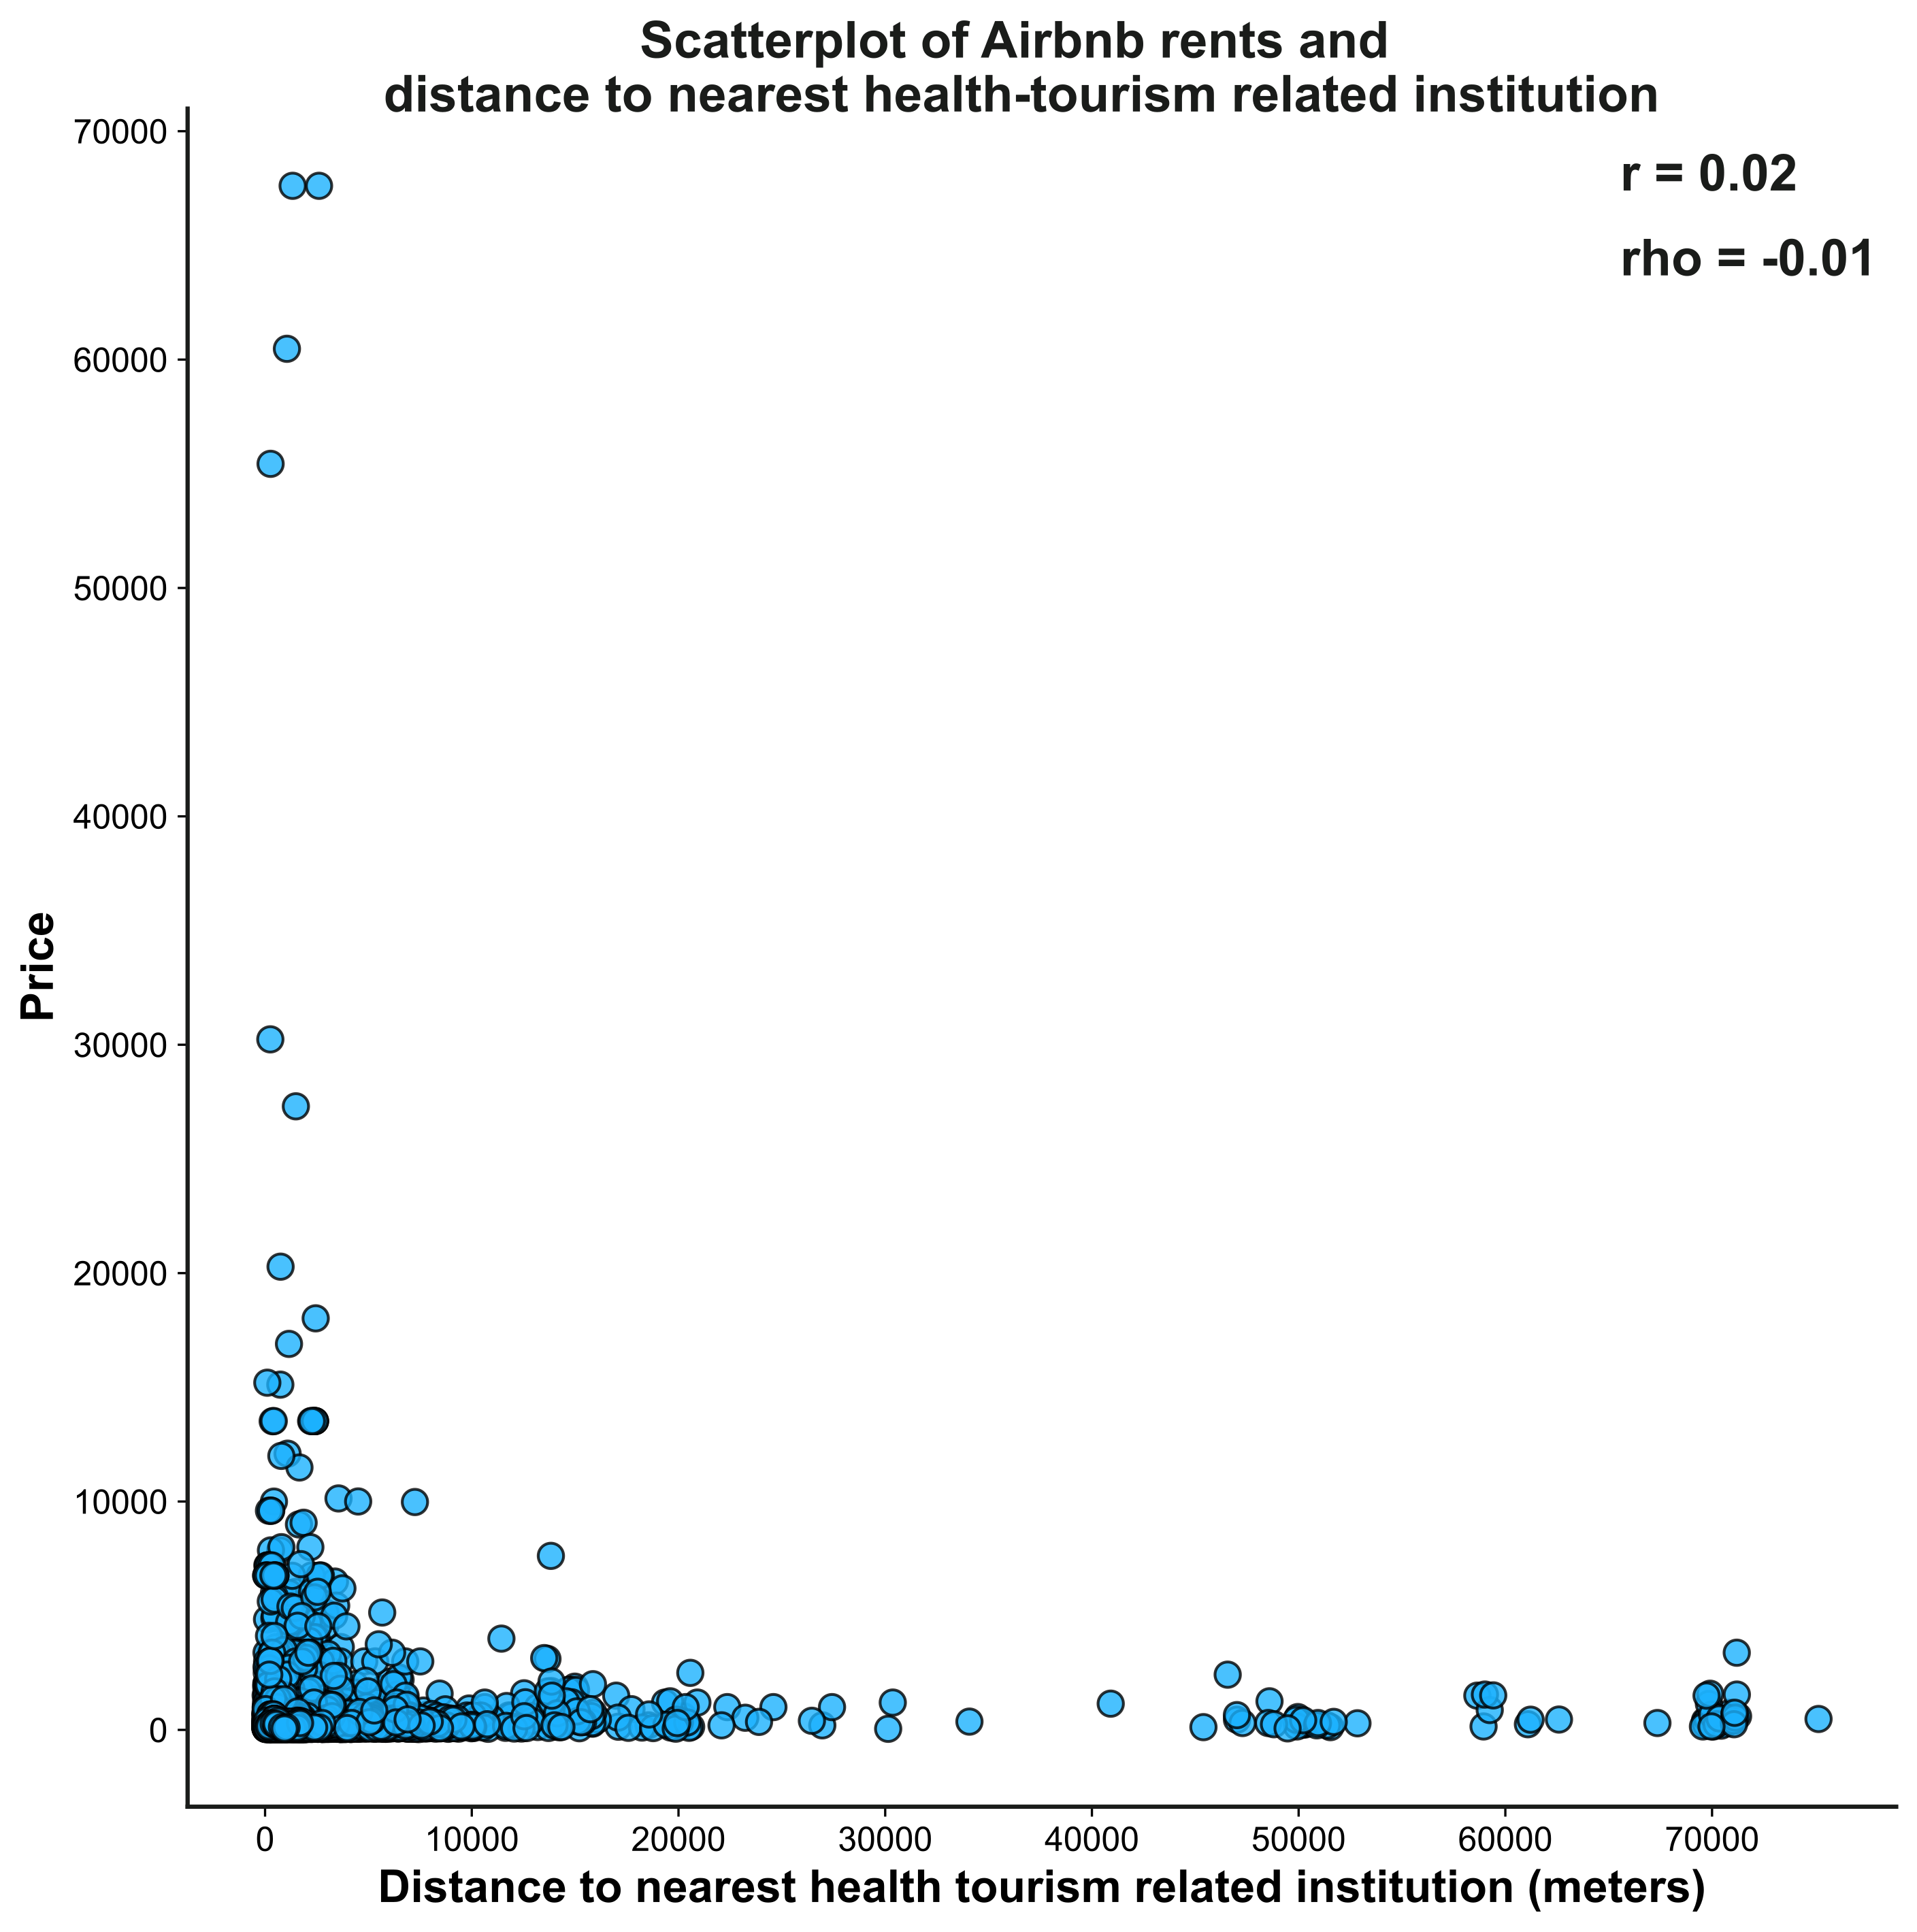 Scatterplot of Airbnb rents and
distance to nearest health-tourism related institution
r = 0.02
rho = -0.01
70000
60000
50000
40000
30000
20000
10000
0
Price
0 10000 20000 30000 40000 50000 60000 70000
Distance to nearest health tourism related institution (meters)